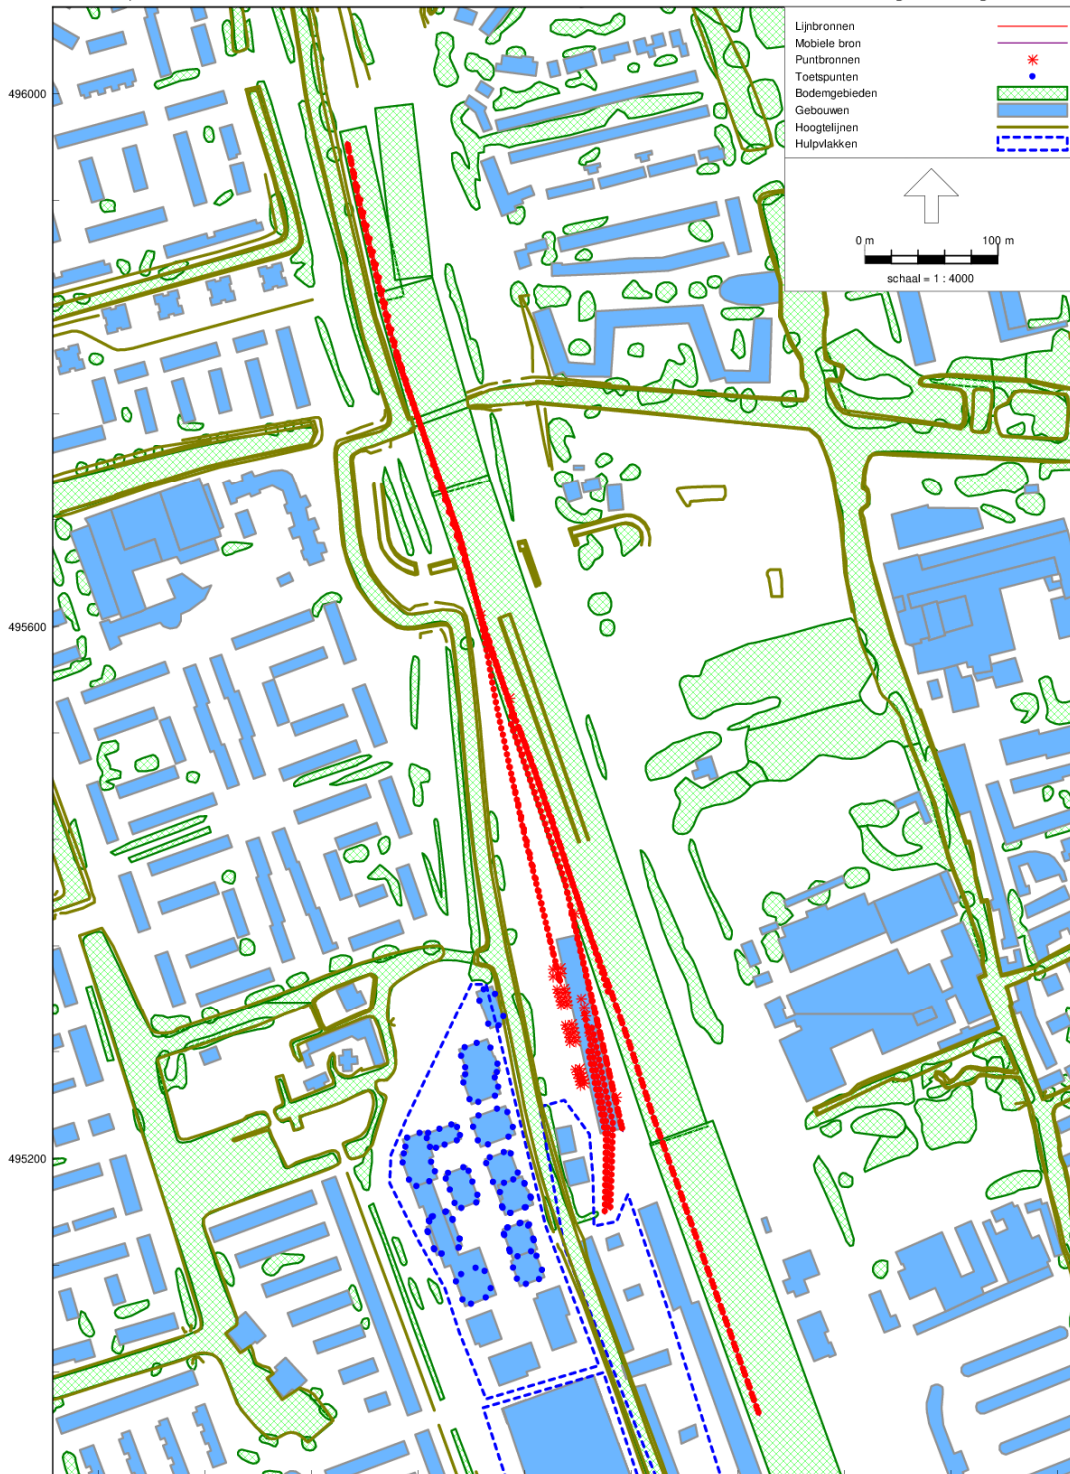 Lijnbronnen
Mobiele bron
Puntbronnen
Toetspunten
Bodemgebieden
Gebouwen
Hoogtelijnen
Hulpvlakken
0 m 100 m
schaal = 1 : 4000
496000
495600
495200